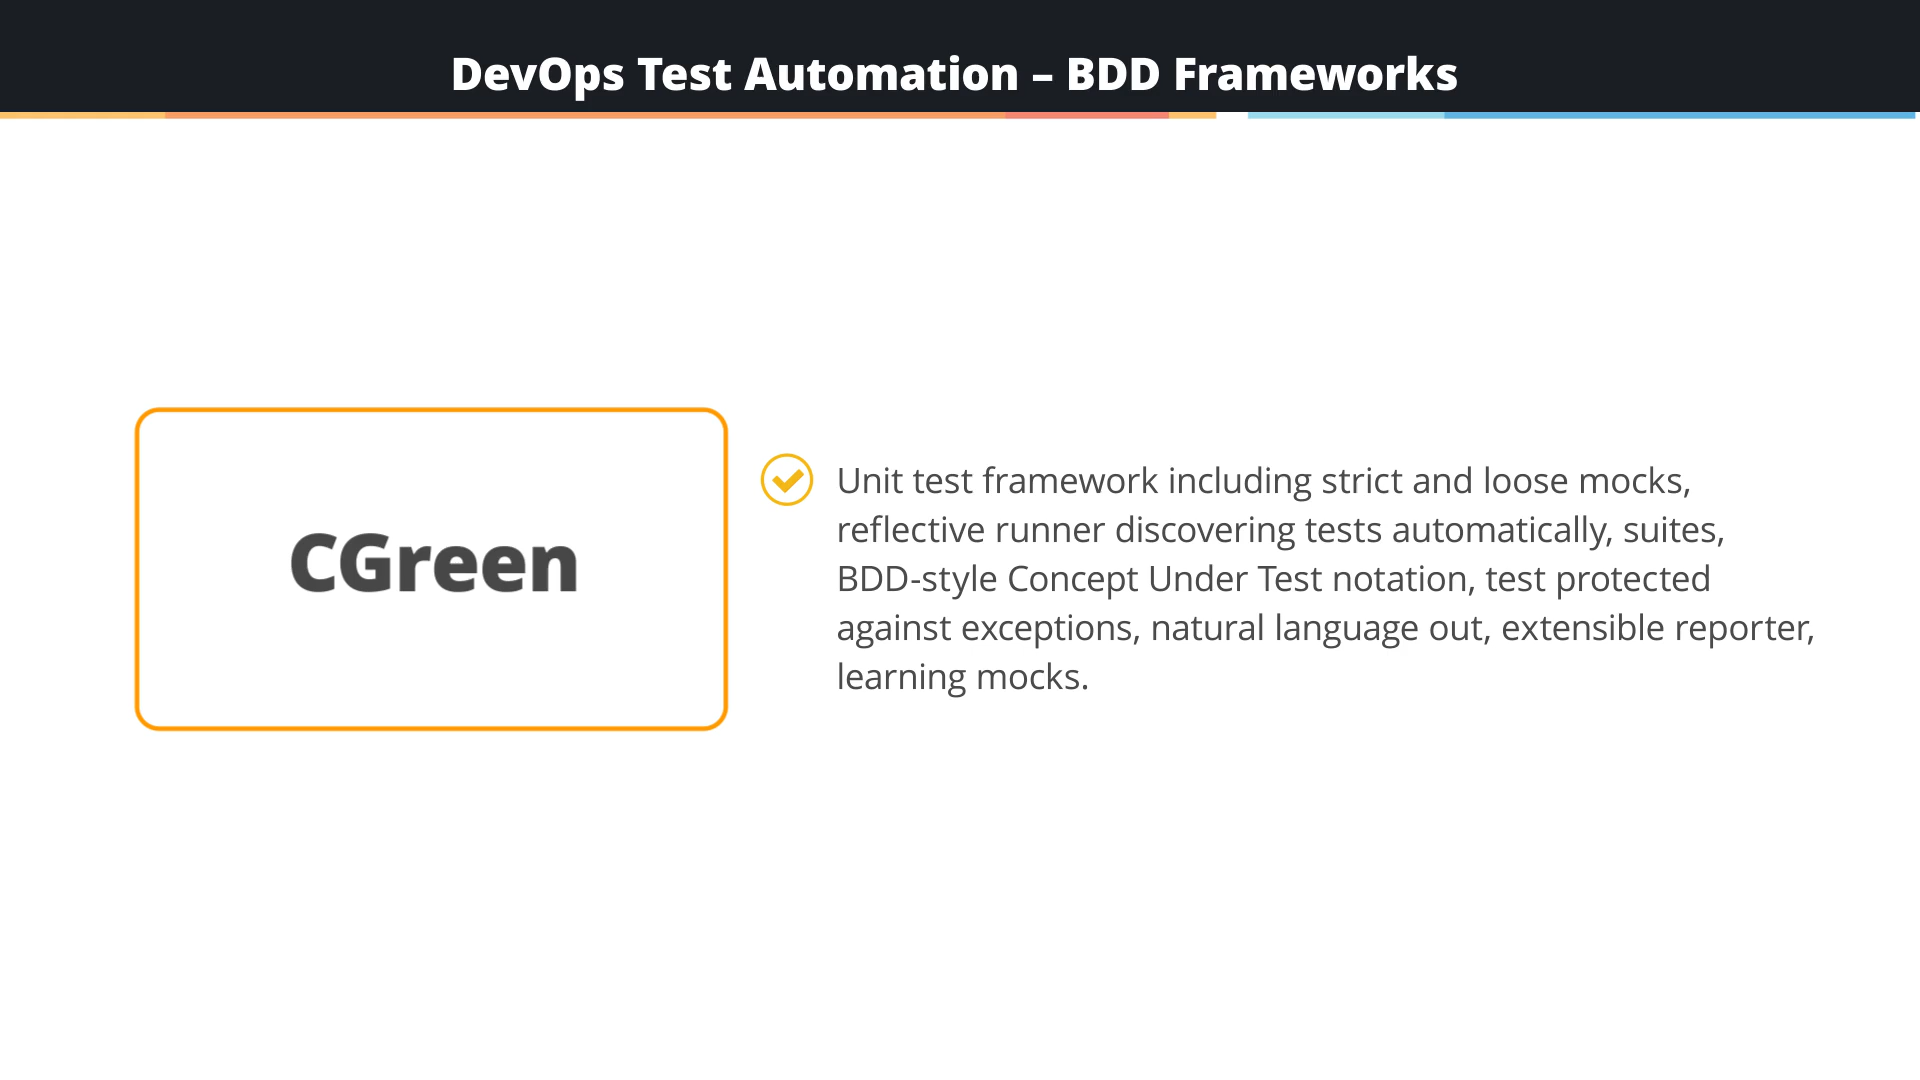 DevOps Test Automation – BDD Frameworks
CGreen
Unit test framework including strict and loose mocks,
reflective runner discovering tests automatically, suites,
BDD-style Concept Under Test notation, test protected
against exceptions, natural language out, extensible reporter,
learning mocks.